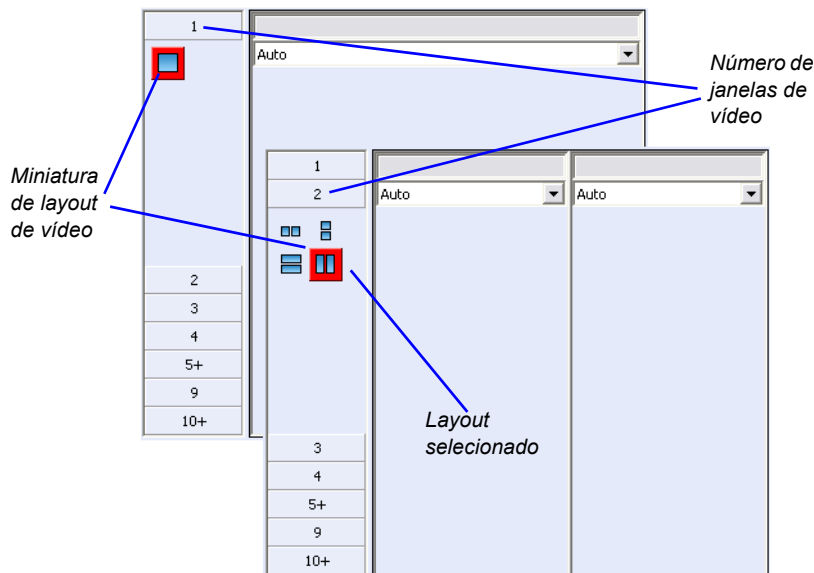 1
Auto
Número de
janelas de
vídeo
Miniatura
de layout
de vídeo
2
3
4
5+
9
10+
1
2
Auto
Auto
Layout
selecionado
3
4
5+
9
10+